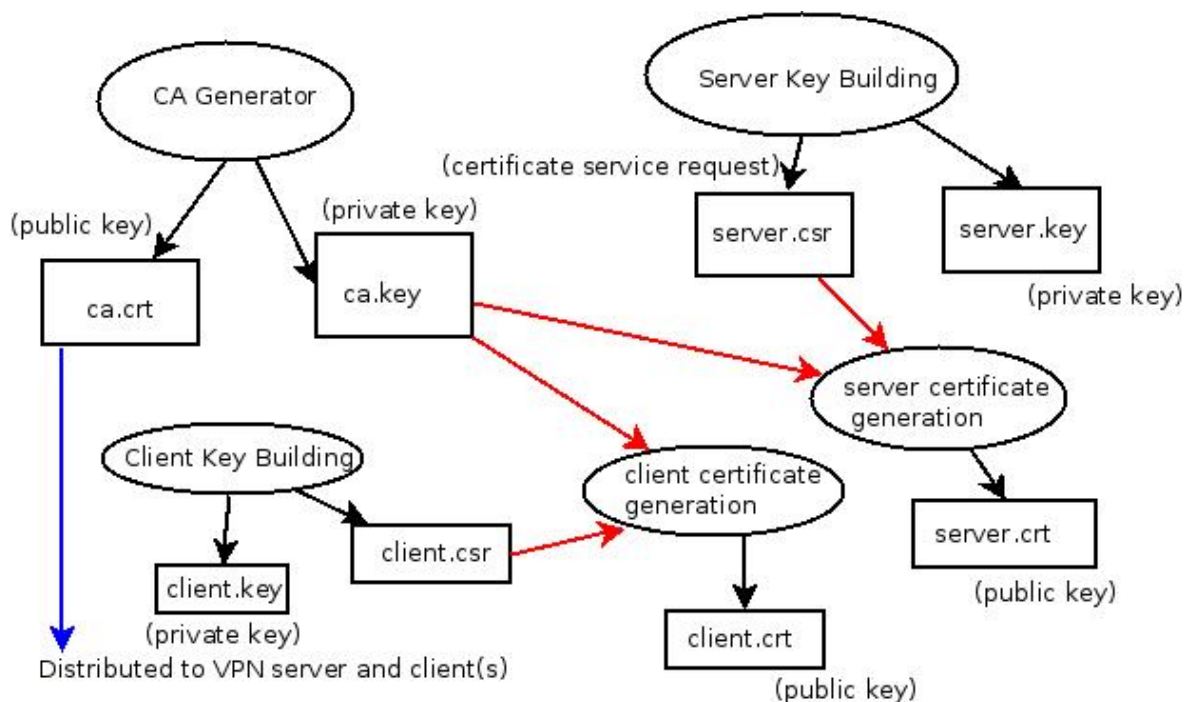 CA Generator
Server Key Building
(certificate service request)
(public key)
(private key)
server.csr
server.key
ca.crt
ca.key
(private key)
server certificate
generation
Client Key Building
client certificate
generation
client.csr
server.crt
client.key
(public key)
(private key)
client.crt
Distributed to VPN server and client(s)
(public key)